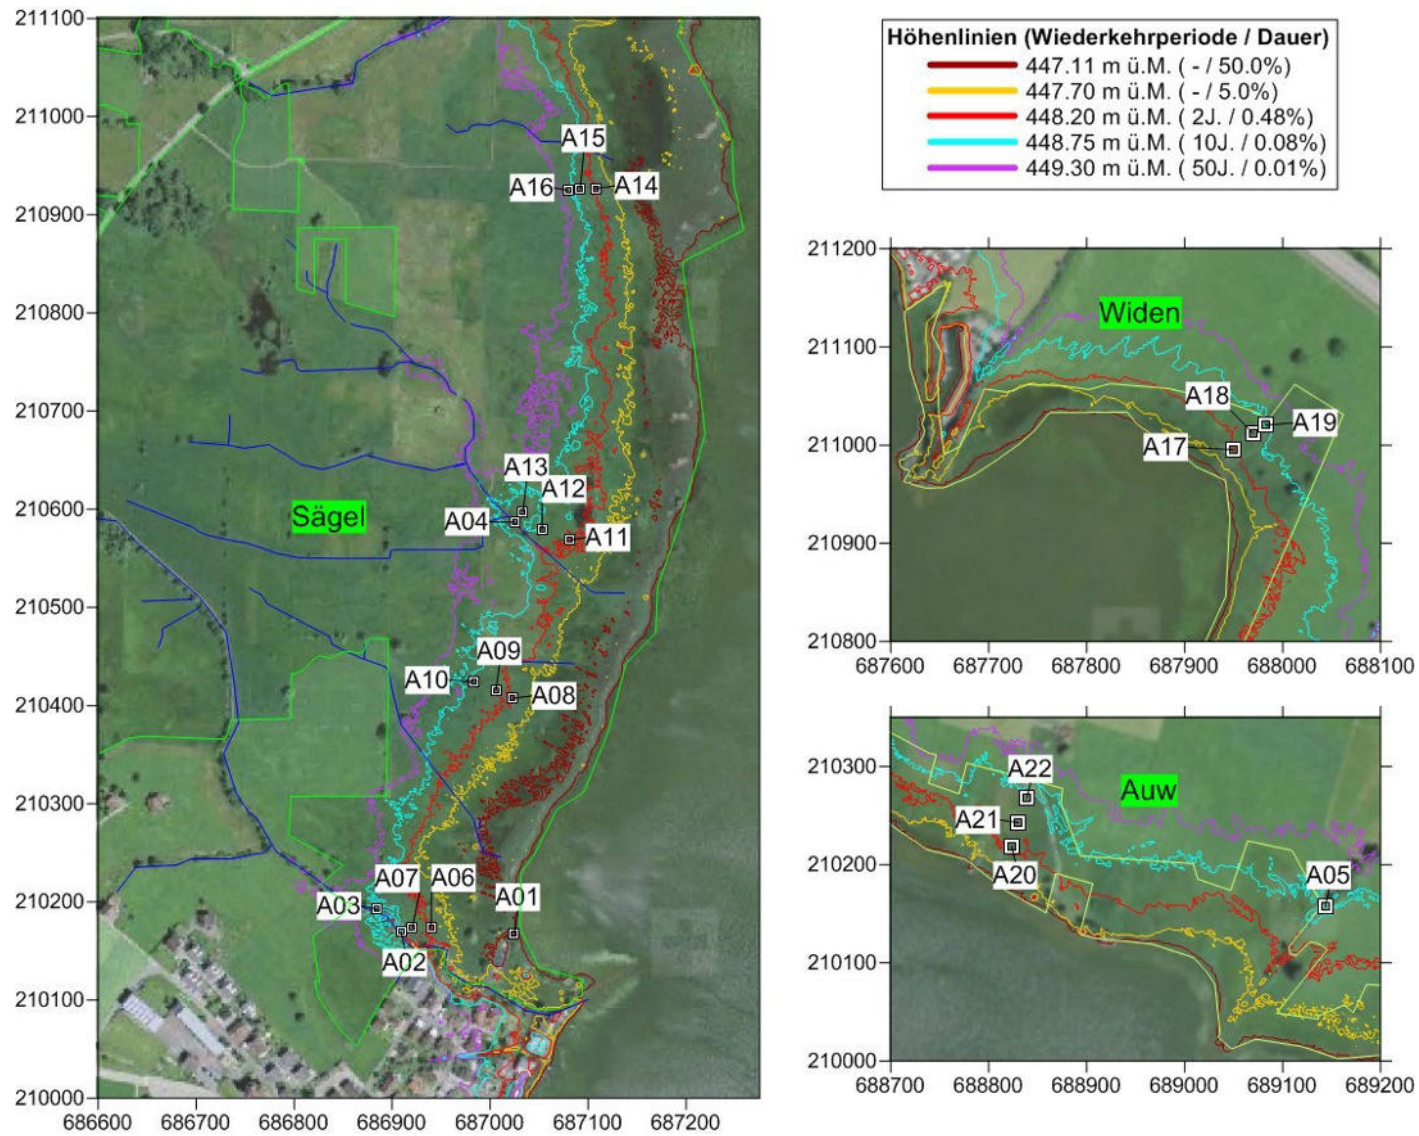 Höhenlinien (Wiederkehrperiode / Dauer)
447.11 m ü.M. ( - / 50.0%)
447.70 m ü.M. ( - / 5.0%)
448.20 m ü.M. ( 2J. / 0.48%)
448.75 m ü.M. ( 10J. / 0.08%)
449.30 m ü.M. ( 50J. / 0.01%)
211100
211000
210900
210800
210700
210600
210500
210400
210300
210200
210100
210000
686600 686700 686800 686900 687000 687100 687200
A15
A16
A14
A13
A12
A04
A11
Sägel
A09
A10
A08
A07
A06
A03
A01
A02
211200
211100
211000
210900
210800
687600 687700 687800 687900 688000 688100
Widen
A18
A19
A17
210300
210200
210100
210000
688700 688800 688900 689000 689100 689200
A22
Auw
A21
A20
A05